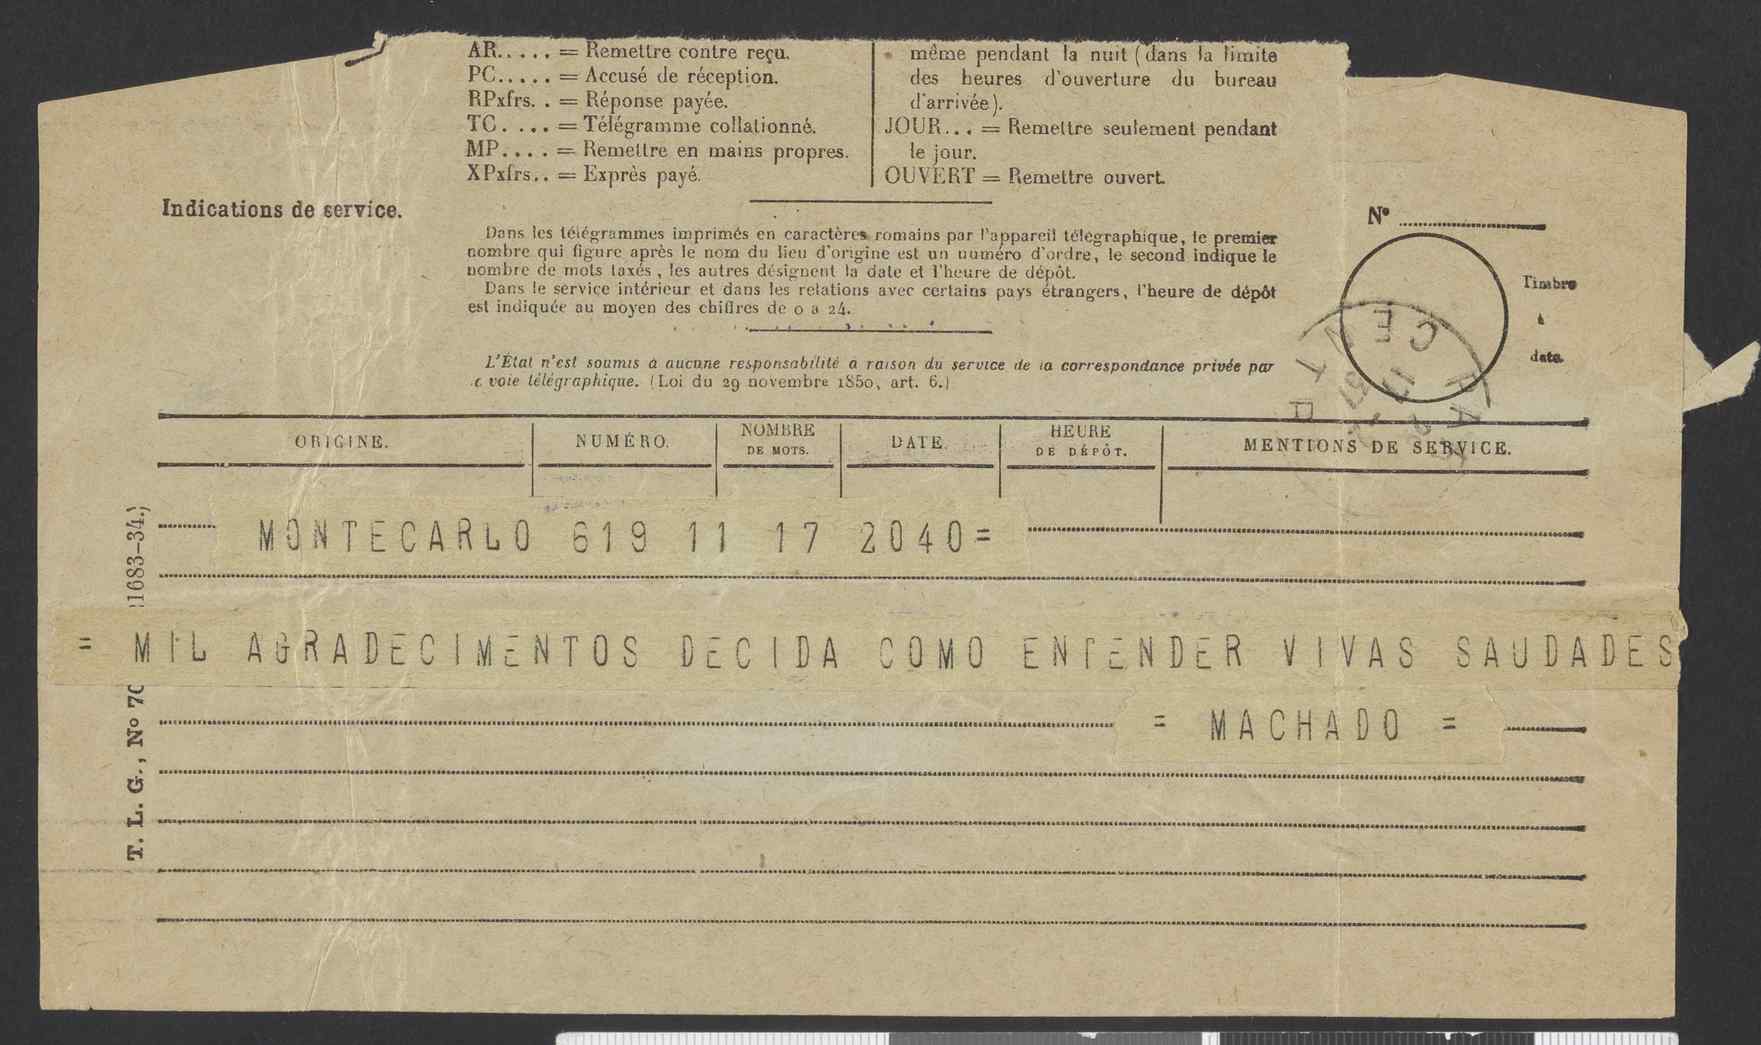 AR..... = Remettre contre reçu.
PC..... = Accusé de réception.
RPxfrs. . = Réponse payée.
TC. ... = Télégramme collationné.
MP.... = Remettre en mains propres.
XPxfrs.. = Exprès payé.
même pendant la nuit (dans la limite
des heures d'ouverture du bureau
d'arrivée).
JOUR... = Remettre seulement pendant
le jour.
OUVERT = Remettre ouvert.
Indications de service.
Nº
Dans les télégrammes imprimés en caractères romains par l'appareil télégraphique, le premier
nombre qui figure après le nom du lieu d'origine est un numéro d'ordre, le second indique le
nombre de mots taxés, les autres désignent la date et l'heure de dépôt.
Dans le service intérieur et dans les relations avec certains pays étrangers, l'heure de dépôt
est indiquée au moyen des chiffres de 0 à 24.
Timbre
à
date.
L'État n'est soumis à aucune responsabilité à raison du service de la correspondance privée par
voie télégraphique. (Loi du 29 novembre 1850, art. 6.)
ORIGINE.
NUMÉRO.
NOMBRE
DE MOTS.
DATE.
HEURE
DE DÉPÔT.
MENTIONS DE SERVICE.
MONTECARLO 619 11 17 2040=
= MIL AGRADECIMENTOS DECIDA COMO ENTENDER VIVAS SAUDADES
= MACHADO =
T. L. G., Nº 70
1683-34.)